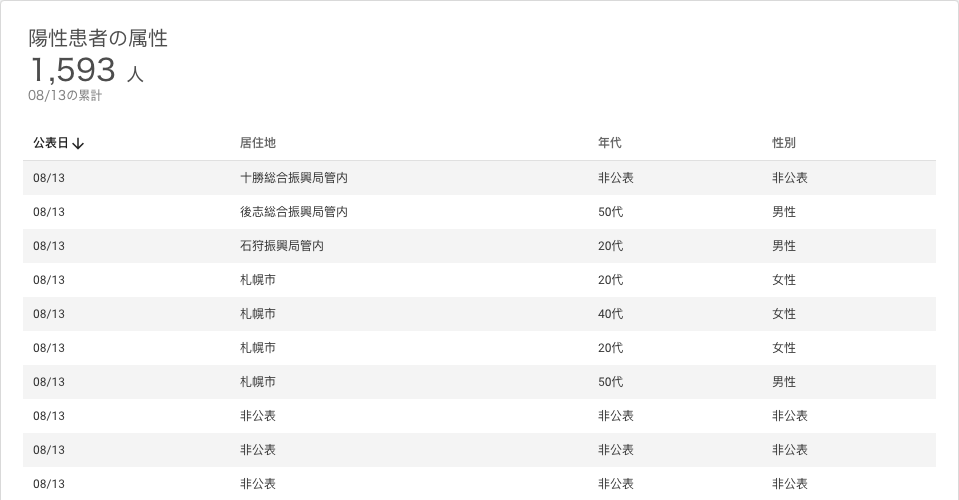 陽性患者の属性
1,593 人
08/13の累計
公表日 居住地 年代 性別
08/13 十勝総合振興局管内 非公表 非公表
08/13 後志総合振興局管内 50代 男性
08/13 石狩振興局管内 20代 男性
08/13 札幌市 20代 女性
08/13 札幌市 40代 女性
08/13 札幌市 20代 女性
08/13 札幌市 50代 男性
08/13 非公表 非公表 非公表
08/13 非公表 非公表 非公表
08/13 非公表 非公表 非公表